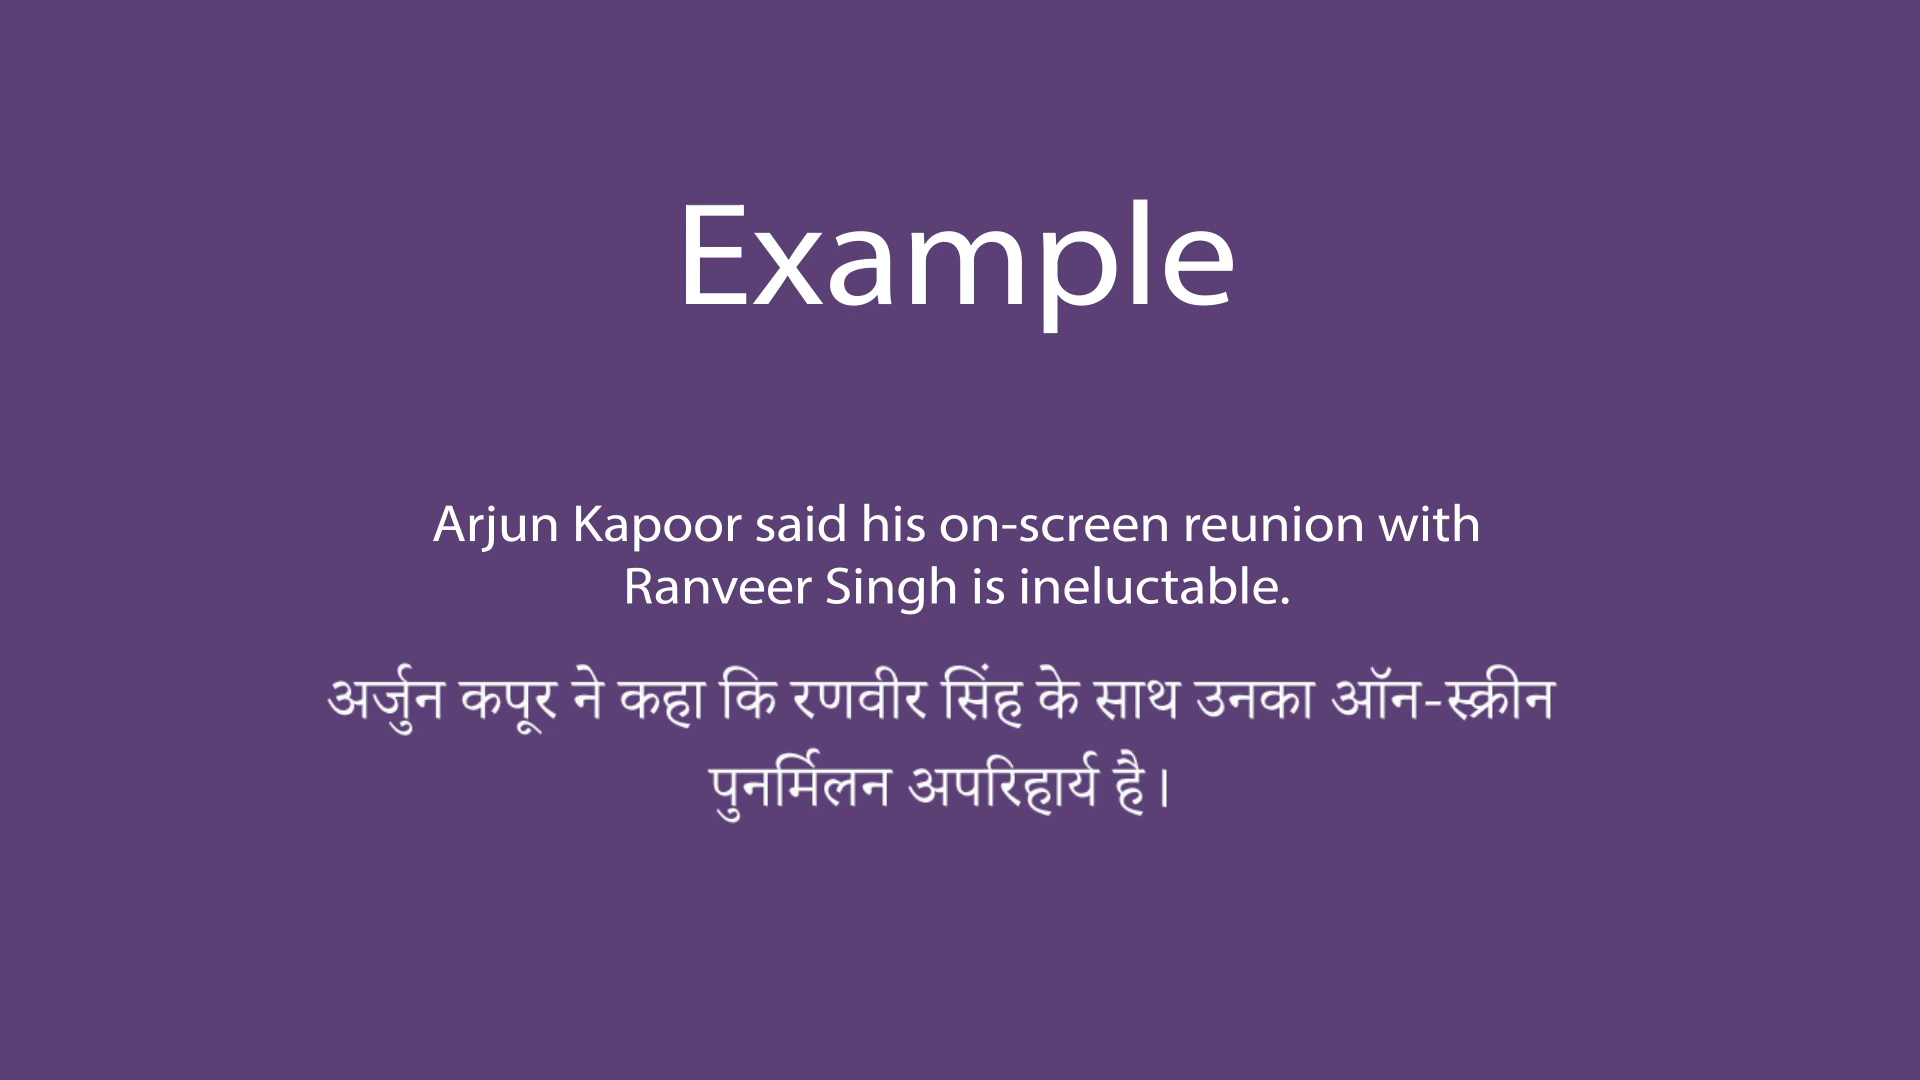 Example
Arjun Kapoor said his on-screen reunion with
Ranveer Singh is ineluctable.
अर्जुन कपूर ने कहा कि रणवीर सिंह के साथ उनका ऑन-स्क्रीन
पुनर्मिलन अपरिहार्य है।